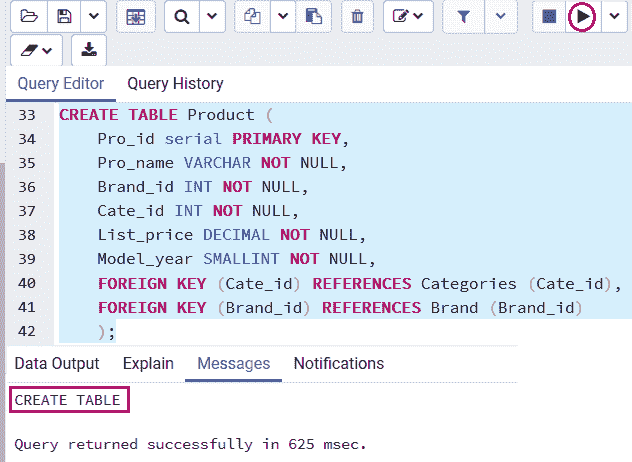 Query Editor Query History
33 CREATE TABLE Product (
34 Pro_id serial PRIMARY KEY,
35 Pro_name VARCHAR NOT NULL,
36 Brand_id INT NOT NULL,
37 Cate_id INT NOT NULL,
38 List_price DECIMAL NOT NULL,
39 Model_year SMALLINT NOT NULL,
40 FOREIGN KEY (Cate_id) REFERENCES Categories (Cate_id),
41 FOREIGN KEY (Brand_id) REFERENCES Brand (Brand_id)
42 );
Data Output Explain Messages Notifications
CREATE TABLE
Query returned successfully in 625 msec.